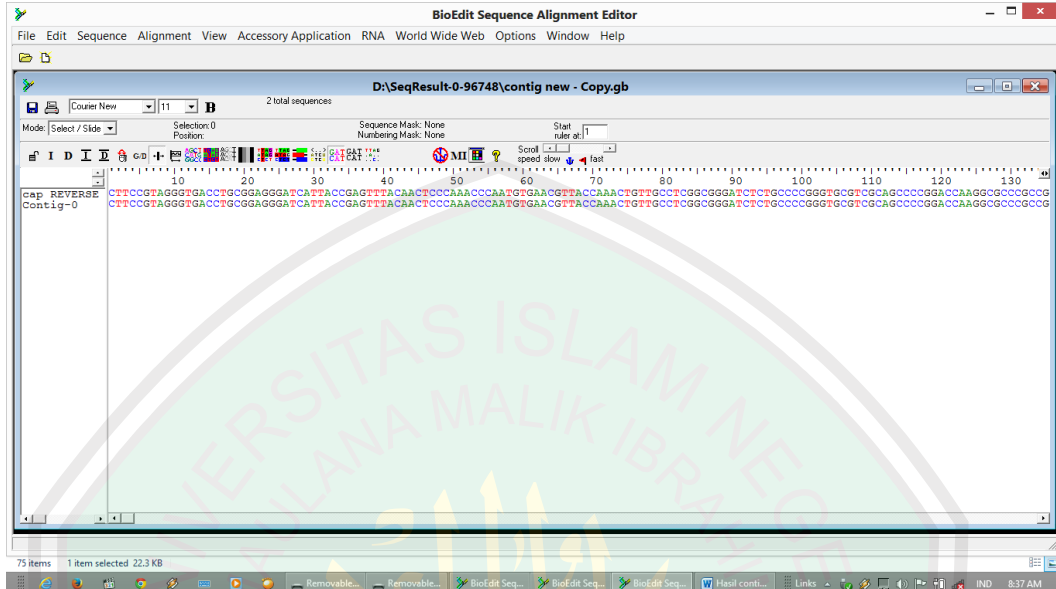 BioEdit Sequence Alignment Editor
File Edit Sequence Alignment View Accessory Application RNA World Wide Web Options Window Help
D:\SeqResult-0-96748\contig new - Copy.gb
Courier New 11 B 2 total sequences
Mode: Select / Slide Selection: 0 Sequence Mask: None Start
Position: Numbering Mask: None ruler at: 1
I D I D G/D MI Scroll
speed slow fast
10 20 30 40 50 60 70 80 90 100 110 120 130
cap REVERSE CTTCCGTAGGGTGACCTGCGGAGGGATCATTACCGAGTTTACAACTCCCAAACCCAATGTGAACGTTACCAAACTGTTGCCTCGGCGGGATCTCTGCCCCGGGTGCGTCGCAGCCCCGGACCAAGGCGCCCGCCG
Contig-0 CTTCCGTAGGGTGACCTGCGGAGGGATCATTACCGAGTTTACAACTCCCAAACCCAATGTGAACGTTACCAAACTGTTGCCTCGGCGGGATCTCTGCCCCGGGTGCGTCGCAGCCCCGGACCAAGGCGCCCGCCG
75 items 1 item selected 22.3 KB
Removable... Removable... BioEdit Seq... BioEdit Seq... BioEdit Seq... Hasil conti... Links IND 8:37 AM